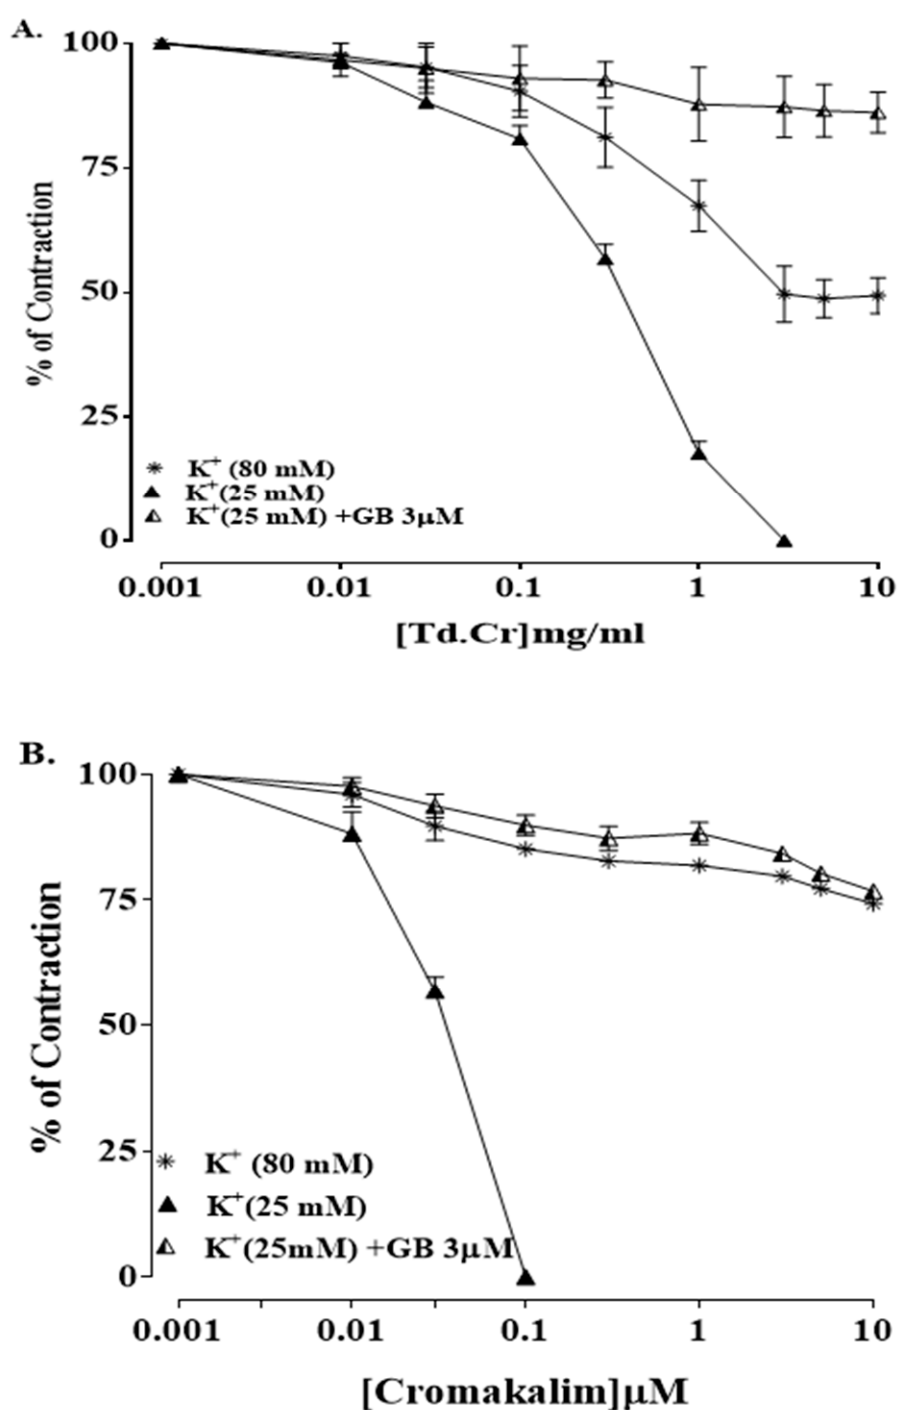 A.
100
75
50
25
0
% of Contraction
K+ (80 mM)
K+(25 mM)
K+(25 mM) +GB 3μM
0.001 0.01 0.1 1 10
[Td.Cr]mg/ml
B.
100
75
50
25
0
% of Contraction
K+ (80 mM)
K+(25 mM)
K+(25mM) +GB 3μM
0.001 0.01 0.1 1 10
[Cromakalim]μM